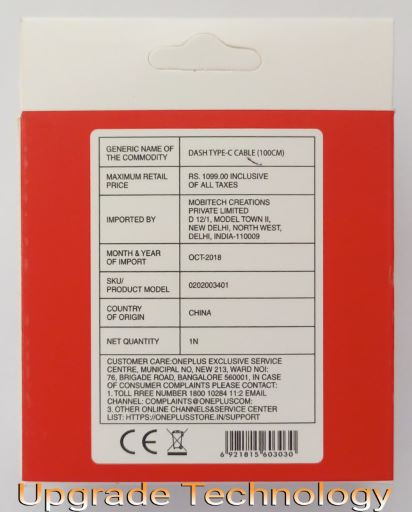 GENERIC NAME OF
THE COMMODITY
DASH TYPE-C CABLE (100CM)
MAXIMUM RETAIL
PRICE
RS. 1099.00 INCLUSIVE
OF ALL TAXES
IMPORTED BY
MOBITECH CREATIONS
PRIVATE LIMITED
D 12/1, MODEL TOWN II,
NEW DELHI, NORTH WEST,
DELHI, INDIA-110009
MONTH & YEAR
OF IMPORT
OCT-2018
SKU/
PRODUCT MODEL
0202003401
COUNTRY
OF ORIGIN
CHINA
NET QUANTITY
1N
CUSTOMER CARE:ONEPLUS EXCLUSIVE SERVICE
CENTRE, MUNICIPAL NO, NEW 213, WARD NOI:
76, BRIGADE ROAD, BANGALORE 560001, IN CASE
OF CONSUMER COMPLAINTS PLEASE CONTACT:
1. TOLL RREE NUMBER 1800 10284 11:2 EMAIL
CHANNEL: COMPLAINTS@ONEPLUSCOM:
3. OTHER ONLINE CHANNELS&SERVICE CENTER
LIST: HTTPS://ONEPLUSTORE.IN/SUPPORT
CE
6 921815 603030
Upgrade Technology